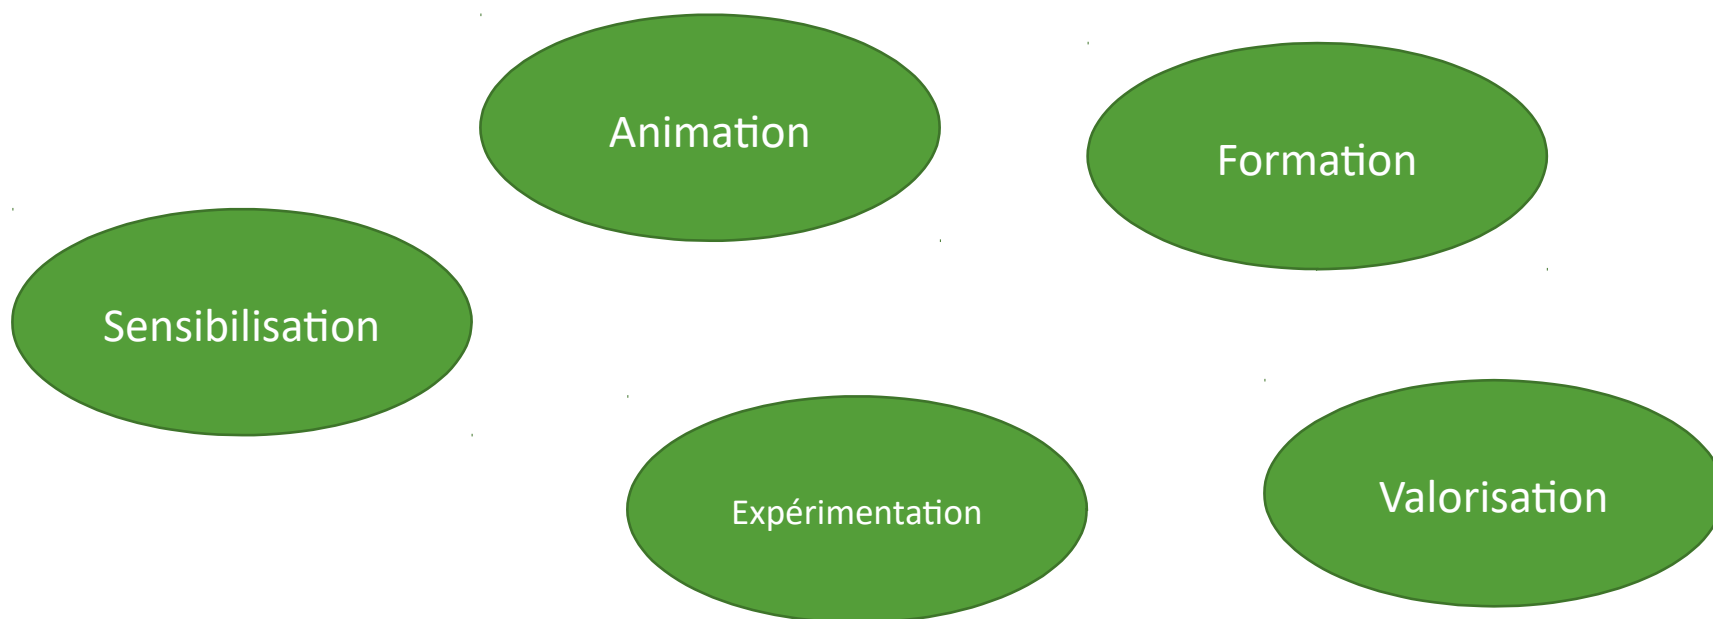 Animation
Formation
Sensibilisation
Expérimentation
Valorisation